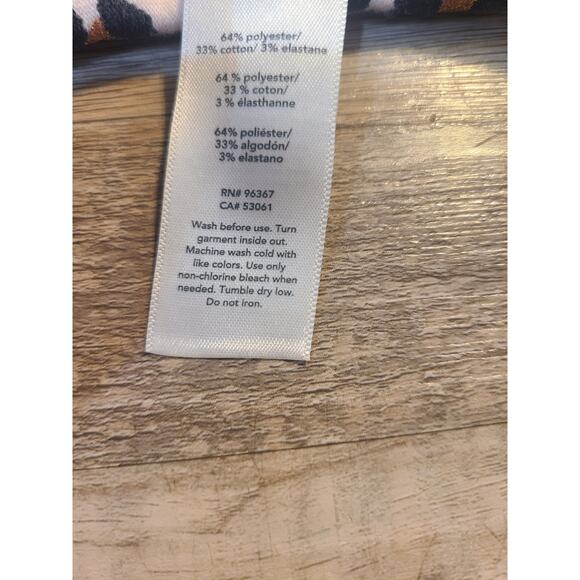 64% polyester/
33% cotton/ 3% elastane
64 % polyester/
33 % coton/
3 % élasthanne
64% poliéster/
33% algodón/
3% elastano
RN# 96367
CA# 53061
Wash before use. Turn
garment inside out.
Machine wash cold with
like colors. Use only
non-chlorine bleach when
needed. Tumble dry low.
Do not iron.